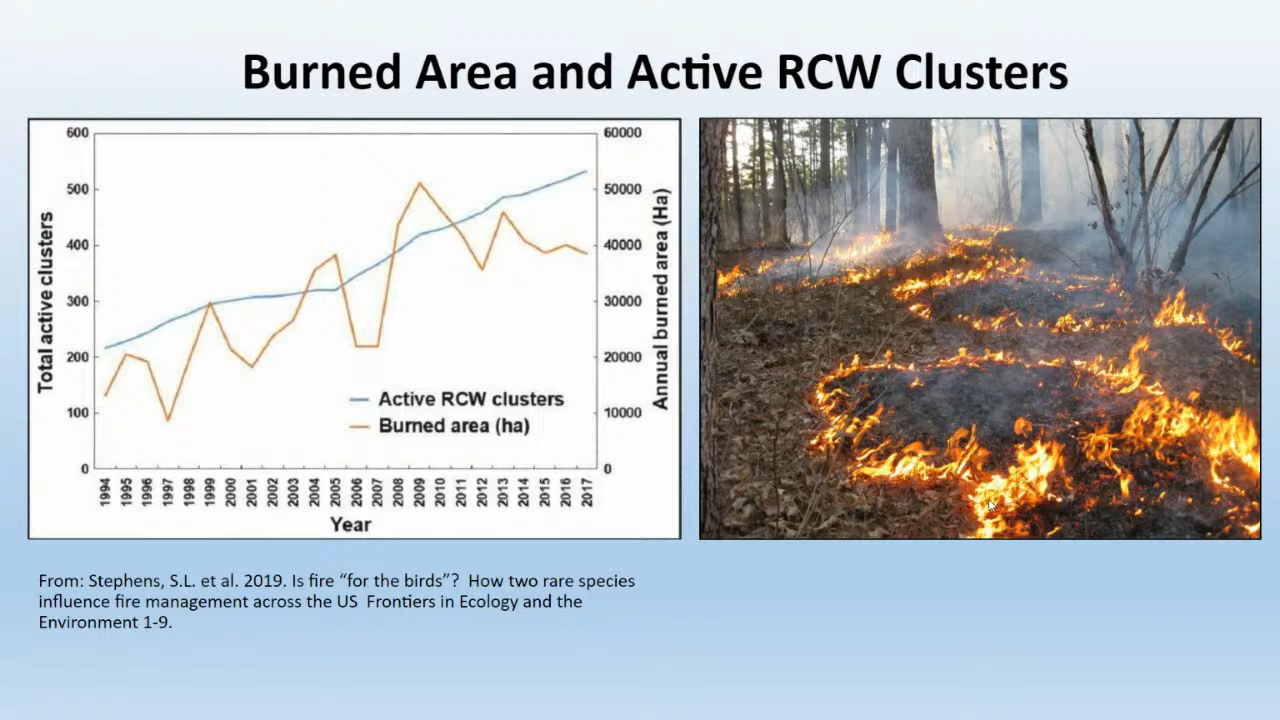 Burned Area and Active RCW Clusters
600
500
400
300
200
100
0
Total active clusters
60000
50000
40000
30000
20000
10000
0
Annual burned area (Ha)
Active RCW clusters
Burned area (ha)
1994 1995 1996 1997 1998 1999 2000 2001 2002 2003 2004 2005 2006 2007 2008 2009 2010 2011 2012 2013 2014 2015 2016 2017
Year
From: Stephens, S.L. et al. 2019. Is fire “for the birds”?  How two rare species
influence fire management across the US  Frontiers in Ecology and the
Environment 1-9.